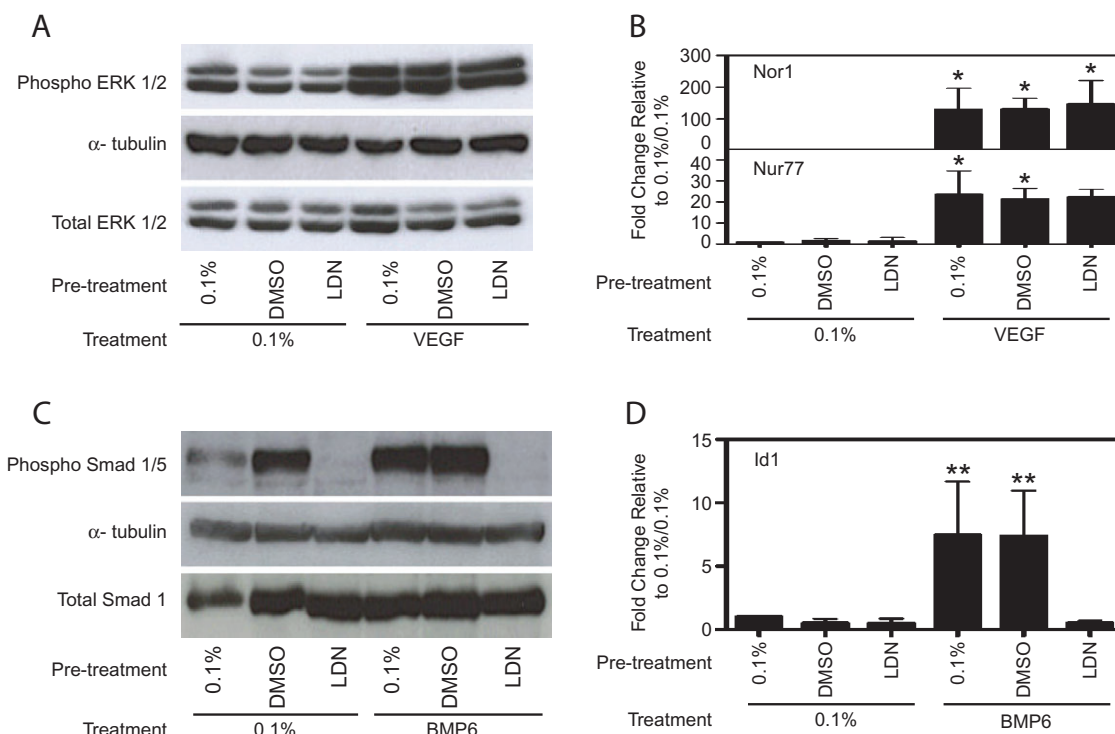 A
Phospho ERK 1/2
α- tubulin
Total ERK 1/2
Pre-treatment
0.1%
DMSO
LDN
0.1%
DMSO
LDN
Treatment
0.1%
VEGF
B
Fold Change Relative
to 0.1%/0.1%
300
200
100
0
Nor1
* * *
40
30
20
10
0
Nur77
* *
Pre-treatment
0.1%
DMSO
LDN
0.1%
DMSO
LDN
Treatment
0.1%
VEGF
C
Phospho Smad 1/5
α- tubulin
Total Smad 1
Pre-treatment
0.1%
DMSO
LDN
0.1%
DMSO
LDN
Treatment
0.1%
BMP6
D
Fold Change Relative
to 0.1%/0.1%
15
10
5
0
Id1
** **
Pre-treatment
0.1%
DMSO
LDN
0.1%
DMSO
LDN
Treatment
0.1%
BMP6